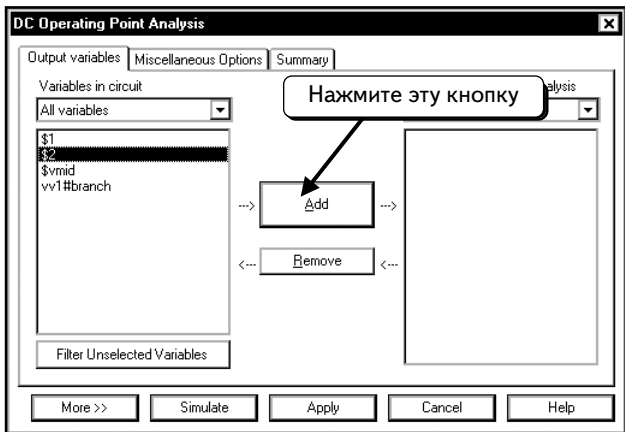 DC Operating Point Analysis
Output variables Miscellaneous Options Summary
Variables in circuit
Нажмите эту кнопку
All variables
$1
$2
$vmid
vv1#branch
---> Add --->
<--- Remove <---
Filter Unselected Variables
More >> Simulate Apply Cancel Help